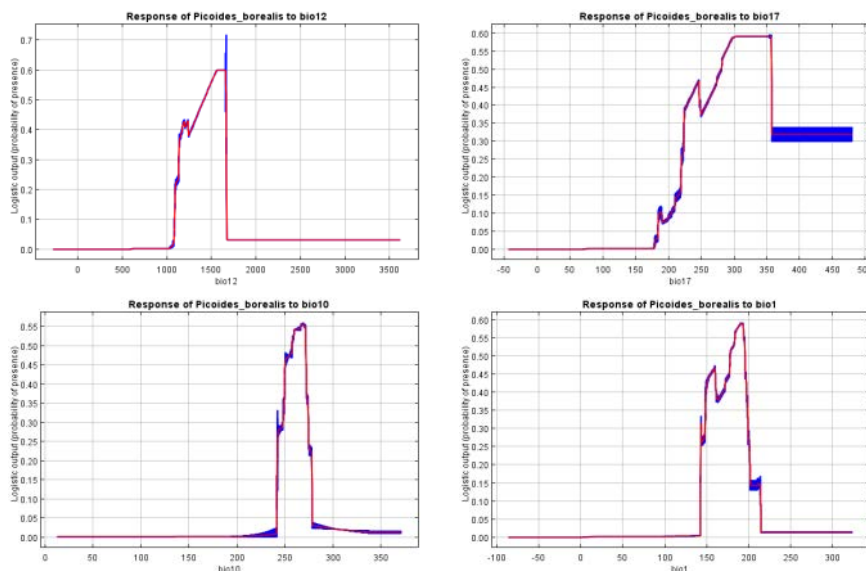 Response of Picoides_borealis to bio12
Logistic output (probability of presence)
0.7
0.6
0.5
0.4
0.3
0.2
0.1
0.0
0 500 1000 1500 2000 2500 3000 3500
bio12
Response of Picoides_borealis to bio17
Logistic output (probability of presence)
0.60
0.55
0.50
0.45
0.40
0.35
0.30
0.25
0.20
0.15
0.10
0.05
0.00
-50 0 50 100 150 200 250 300 350 400 450 500
bio17
Response of Picoides_borealis to bio10
Logistic output (probability of presence)
0.55
0.50
0.45
0.40
0.35
0.30
0.25
0.20
0.15
0.10
0.05
0.00
0 50 100 150 200 250 300 350
bio10
Response of Picoides_borealis to bio1
Logistic output (probability of presence)
0.60
0.55
0.50
0.45
0.40
0.35
0.30
0.25
0.20
0.15
0.10
0.05
0.00
-100 -50 0 50 100 150 200 250 300
bio1